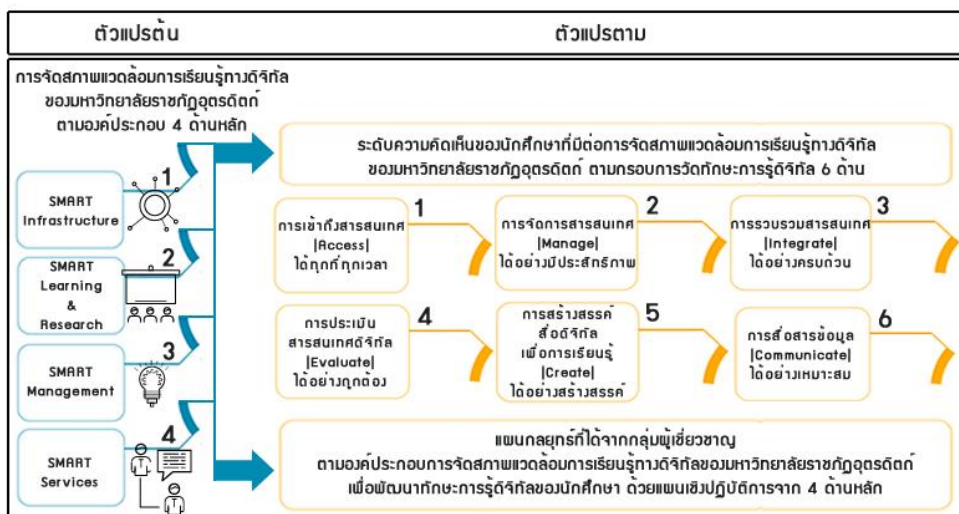 ตัวแปรต้น
ตัวแปรตาม
การจัดสภาพแวดล้อมการเรียนรู้ทางดิจิทัล
ของมหาวิทยาลัยราชภัฏอุตรดิตถ์
ตามองค์ประกอบ 4 ด้านหลัก
1
SMART
Infrastructure
2
SMART
Learning
&
Research
3
SMART
Management
4
SMART
Services
ระดับความคิดเห็นของนักศึกษาที่มีต่อการจัดสภาพแวดล้อมการเรียนรู้ทางดิจิทัล
ของมหาวิทยาลัยราชภัฏอุตรดิตถ์ ตามกรอบการวัดทักษะการรู้ดิจิทัล 6 ด้าน
1
การเข้าถึงสารสนเทศ
|Access|
ได้ทุกที่ทุกเวลา
2
การจัดการสารสนเทศ
|Manage|
ได้อย่างมีประสิทธิภาพ
3
การรวบรวมสารสนเทศ
|Integrate|
ได้อย่างครบถ้วน
4
การประเมิน
สารสนเทศดิจิทัล
|Evaluate|
ได้อย่างถูกต้อง
5
การสร้างสรรค์
สื่อดิจิทัล
เพื่อการเรียนรู้
|Create|
ได้อย่างสร้างสรรค์
6
การสื่อสารข้อมูล
|Communicate|
ได้อย่างเหมาะสม
แผนกลยุทธ์ที่ได้จากกลุ่มผู้เชี่ยวชาญ
ตามองค์ประกอบการจัดสภาพแวดล้อมการเรียนรู้ทางดิจิทัลของมหาวิทยาลัยราชภัฏอุตรดิตถ์
เพื่อพัฒนาทักษะการรู้ดิจิทัลของนักศึกษา ด้วยแผนเชิงปฏิบัติการจาก 4 ด้านหลัก